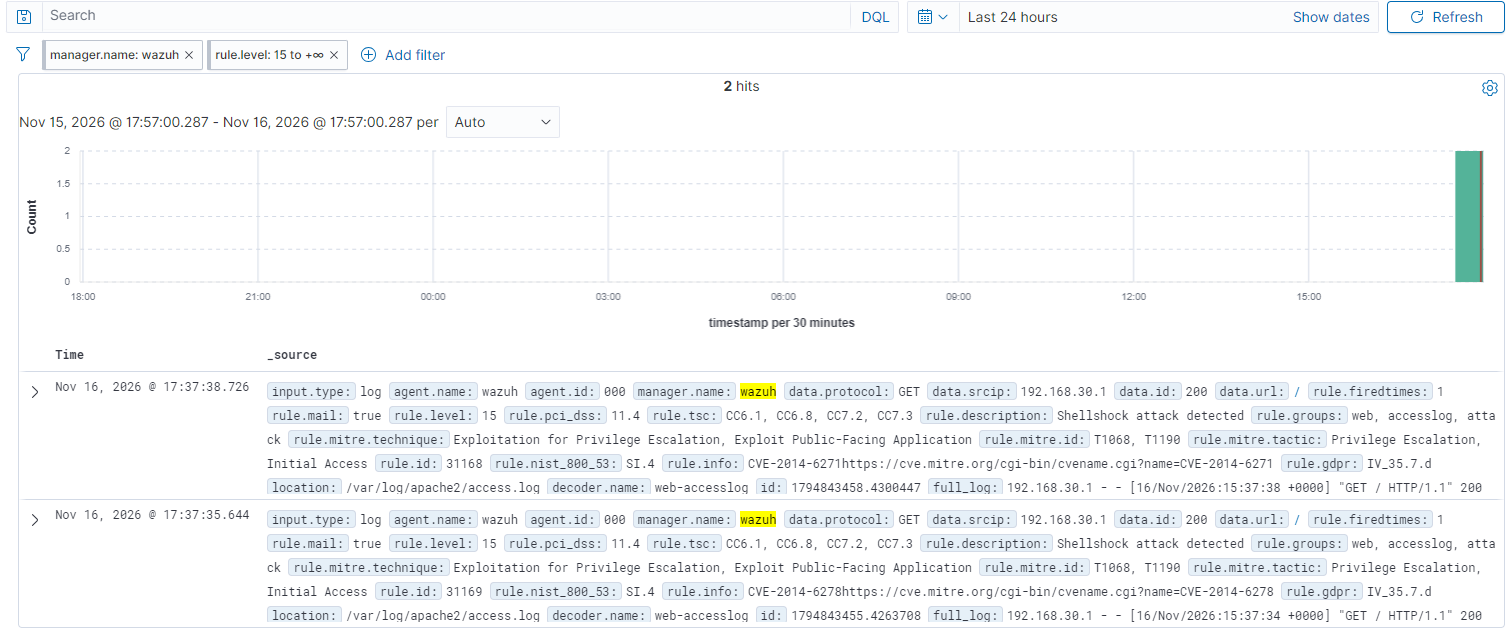 Search DQL Last 24 hours Show dates Refresh
manager.name: wazuh × rule.level: 15 to +∞ × Add filter
2 hits
Nov 15, 2026 @ 17:57:00.287 - Nov 16, 2026 @ 17:57:00.287 per Auto
2
1.5
1
0.5
0
Count
18:00 21:00 00:00 03:00 06:00 09:00 12:00 15:00
timestamp per 30 minutes
Time _source
Nov 16, 2026 @ 17:37:38.726 input.type: log agent.name: wazuh agent.id: 000 manager.name: wazuh data.protocol: GET data.srcip: 192.168.30.1 data.id: 200 data.url: / rule.firedtimes: 1
rule.mail: true rule.level: 15 rule.pci_dss: 11.4 rule.tsc: CC6.1, CC6.8, CC7.2, CC7.3 rule.description: Shellshock attack detected rule.groups: web, accesslog, atta
ck rule.mitre.technique: Exploitation for Privilege Escalation, Exploit Public-Facing Application rule.mitre.id: T1068, T1190 rule.mitre.tactic: Privilege Escalation,
Initial Access rule.id: 31168 rule.nist_800_53: SI.4 rule.info: CVE-2014-6271https://cve.mitre.org/cgi-bin/cvename.cgi?name=CVE-2014-6271 rule.gdpr: IV_35.7.d
location: /var/log/apache2/access.log decoder.name: web-accesslog id: 1794843458.4300447 full_log: 192.168.30.1 - - [16/Nov/2026:15:37:38 +0000] "GET / HTTP/1.1" 200
Nov 16, 2026 @ 17:37:35.644 input.type: log agent.name: wazuh agent.id: 000 manager.name: wazuh data.protocol: GET data.srcip: 192.168.30.1 data.id: 200 data.url: / rule.firedtimes: 1
rule.mail: true rule.level: 15 rule.pci_dss: 11.4 rule.tsc: CC6.1, CC6.8, CC7.2, CC7.3 rule.description: Shellshock attack detected rule.groups: web, accesslog, atta
ck rule.mitre.technique: Exploitation for Privilege Escalation, Exploit Public-Facing Application rule.mitre.id: T1068, T1190 rule.mitre.tactic: Privilege Escalation,
Initial Access rule.id: 31169 rule.nist_800_53: SI.4 rule.info: CVE-2014-6278https://cve.mitre.org/cgi-bin/cvename.cgi?name=CVE-2014-6278 rule.gdpr: IV_35.7.d
location: /var/log/apache2/access.log decoder.name: web-accesslog id: 1794843455.4263708 full_log: 192.168.30.1 - - [16/Nov/2026:15:37:34 +0000] "GET / HTTP/1.1" 200